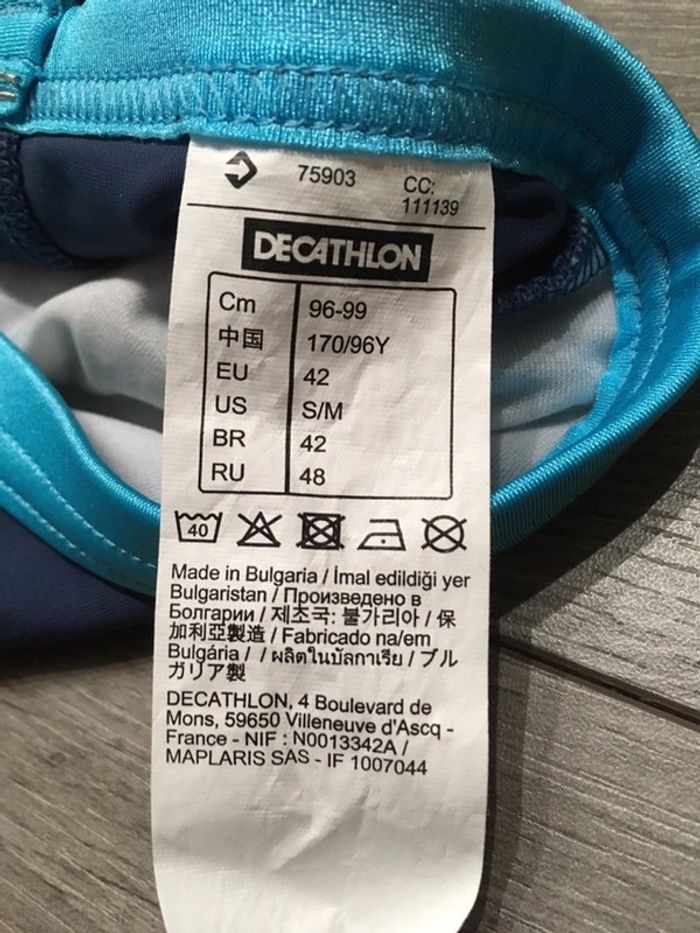 75903 CC:
111139
DECATHLON
Cm 96-99
中国 170/96Y
EU 42
US S/M
BR 42
RU 48
40
Made in Bulgaria / İmal edildiği yer
Bulgaristan / Произведено в
Болгарии / 제조국: 불가리아 / 保
加利亞製造 / Fabricado na/em
Bulgária / / ผลิตในบัลกาเรีย / ブル
ガリア製
DECATHLON, 4 Boulevard de
Mons, 59650 Villeneuve d'Ascq -
France - NIF : N0013342A /
MAPLARIS SAS - IF 1007044